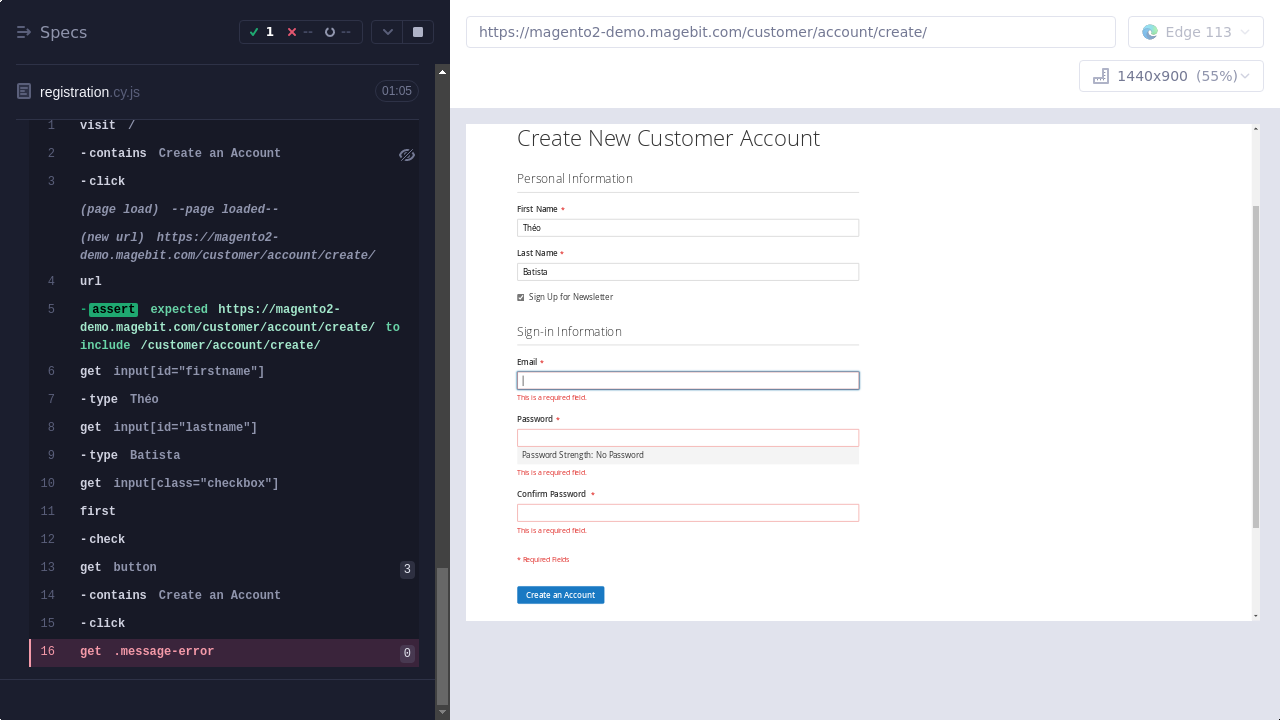 Specs
1 -- --
registration.cy.js
01:05
1 visit /
2 -contains Create an Account
3 -click
(page load) --page loaded--
(new url) https://magento2-
demo.magebit.com/customer/account/create/
4 url
5 -assert expected https://magento2-
demo.magebit.com/customer/account/create/ to
include /customer/account/create/
6 get input[id="firstname"]
7 -type Théo
8 get input[id="lastname"]
9 -type Batista
10 get input[class="checkbox"]
11 first
12 -check
13 get button 3
14 -contains Create an Account
15 -click
16 get .message-error 0
https://magento2-demo.magebit.com/customer/account/create/
Edge 113
1440x900 (55%)
Create New Customer Account
Personal Information
First Name *
Théo
Last Name *
Batista
Sign Up for Newsletter
Sign-in Information
Email *
This is a required field.
Password *
Password Strength: No Password
This is a required field.
Confirm Password *
This is a required field.
* Required Fields
Create an Account